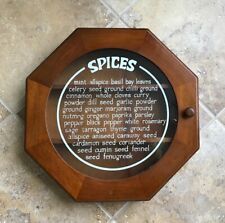 SPICES
mint allspice basil bay leaves
celery seed ground chilli ground
cinnamon whole cloves curry
powder dill seed garlic powder
ground ginger marjoram ground
nutmeg oregano paprika parsley
pepper black pepper white rosemary
sage tarragon thyme ground
allspice aniseed caraway seed
cardamon seed coriander
seed cumin seed fennel
seed fenugreek